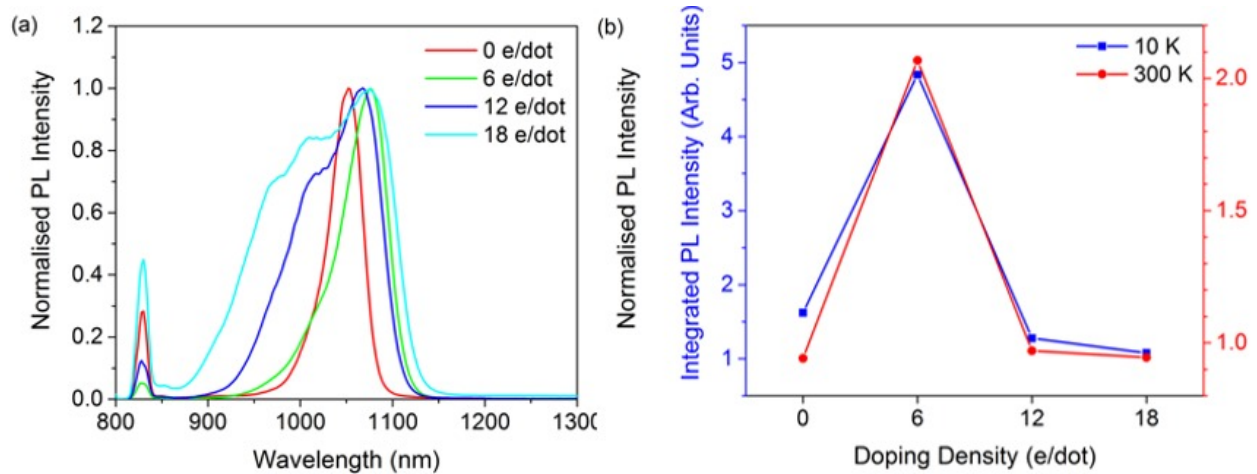 (a)
Normalised PL Intensity
1.2
1.0
0.8
0.6
0.4
0.2
0.0
0 e/dot
6 e/dot
12 e/dot
18 e/dot
800 900 1000 1100 1200 1300
Wavelength (nm)
(b)
Normalised PL Intensity
Integrated PL Intensity (Arb. Units)
5
4
3
2
1
10 K
300 K
2.0
1.5
1.0
0 6 12 18
Doping Density (e/dot)